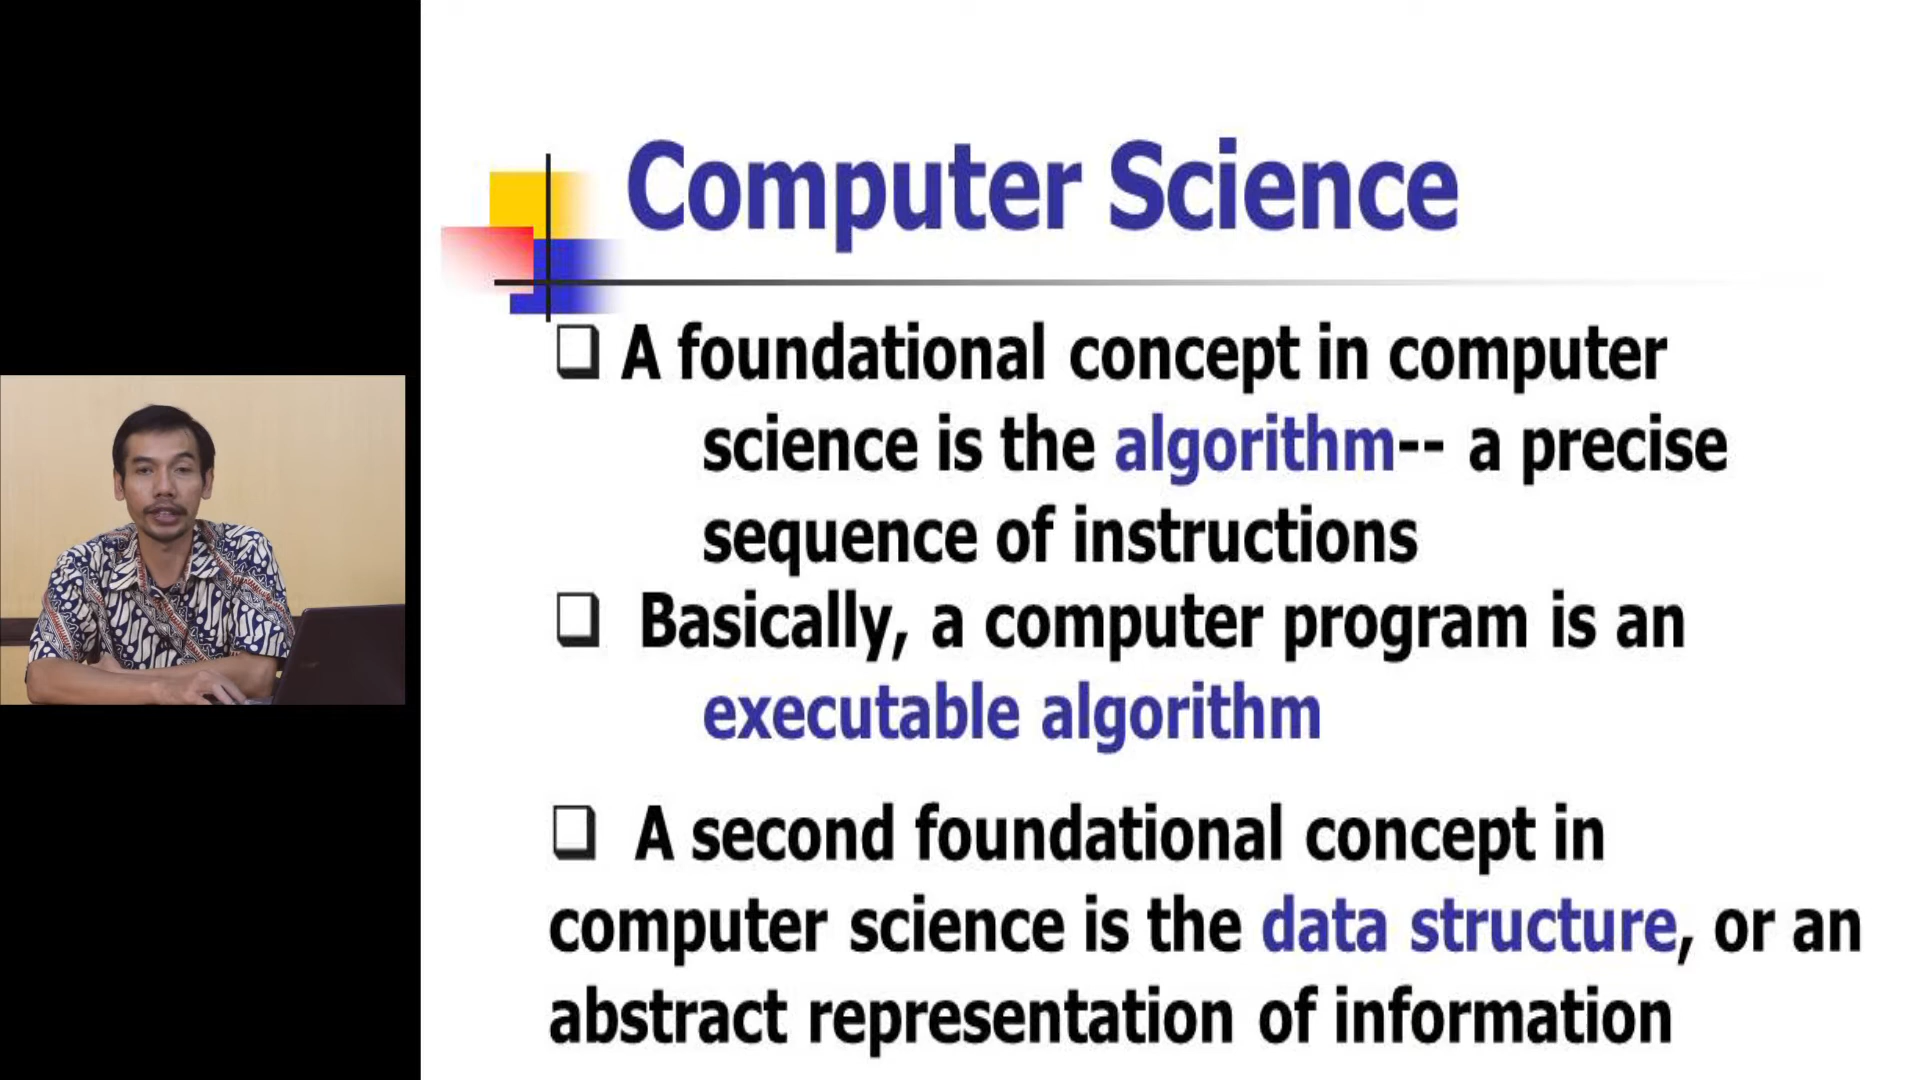 Computer Science
A foundational concept in computer
science is the algorithm-- a precise
sequence of instructions
Basically, a computer program is an
executable algorithm
A second foundational concept in
computer science is the data structure, or an
abstract representation of information